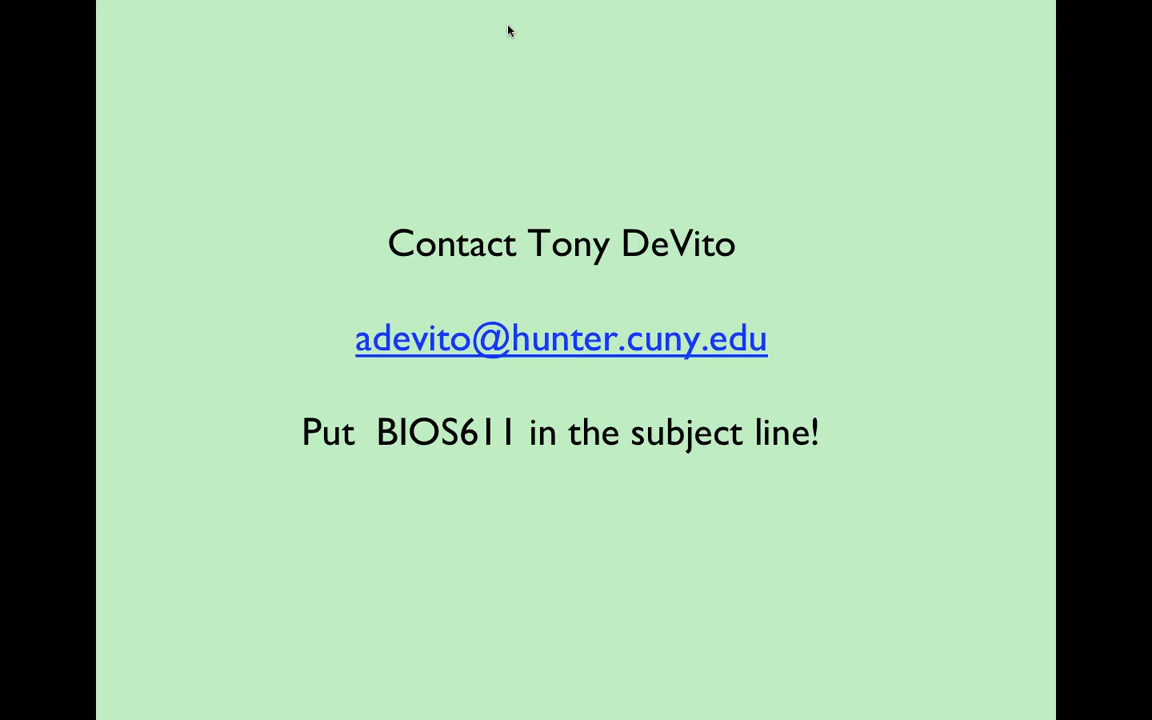 Contact Tony DeVito
adevito@hunter.cuny.edu
Put  BIOS611 in the subject line!